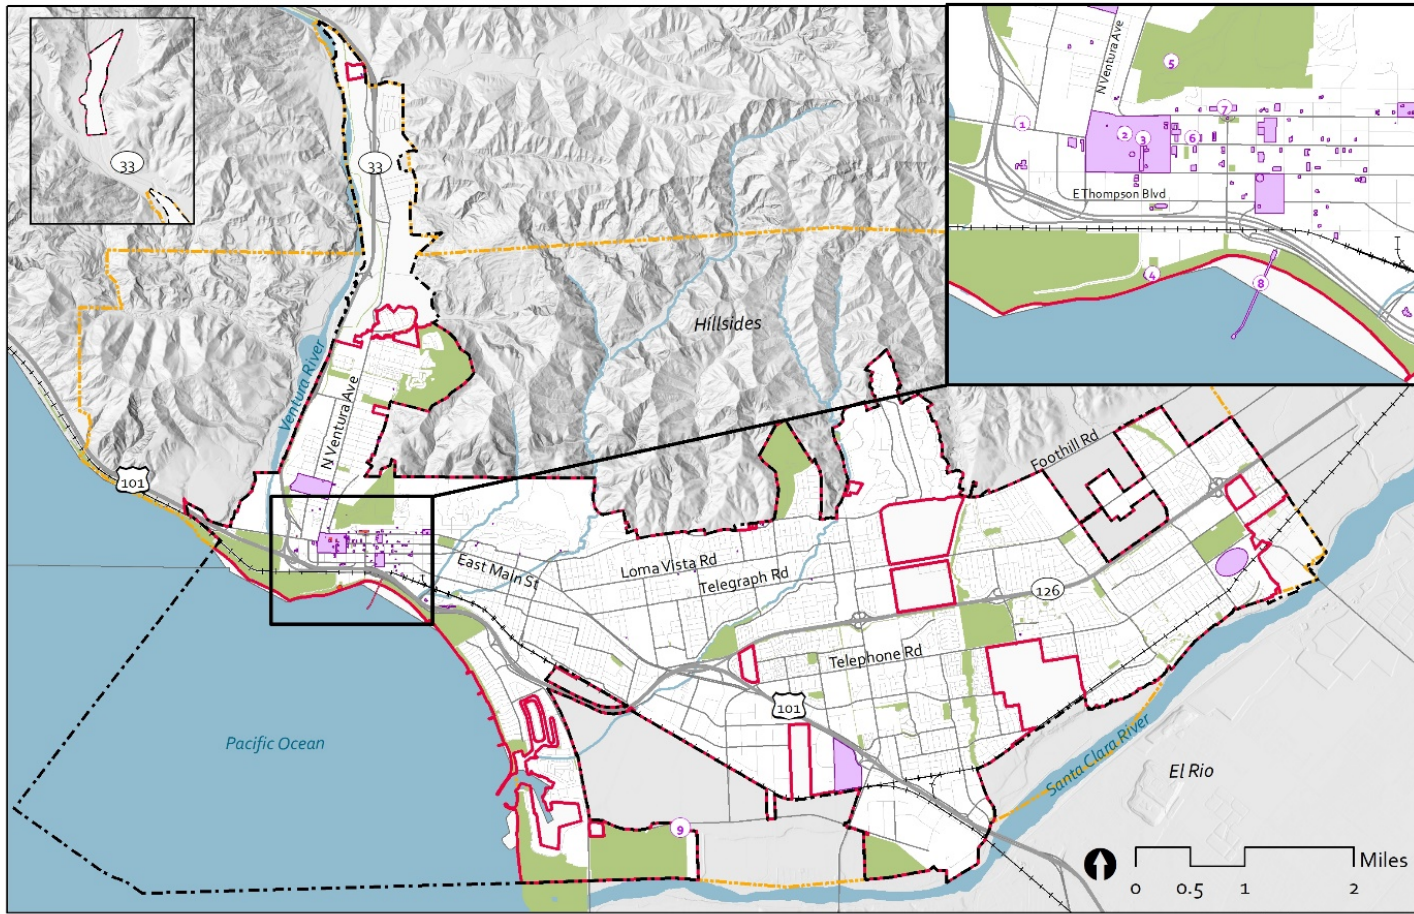 33
N Ventura Ave
5
7
1
2
3
6
E Thompson Blvd
4
8
33
Hillsides
Ventura River
N Ventura Ave
101
Foothill Rd
East Main St
Loma Vista Rd
Telegraph Rd
126
Telephone Rd
101
Pacific Ocean
Santa Clara River
El Rio
9
Miles
0 0.5 1 2